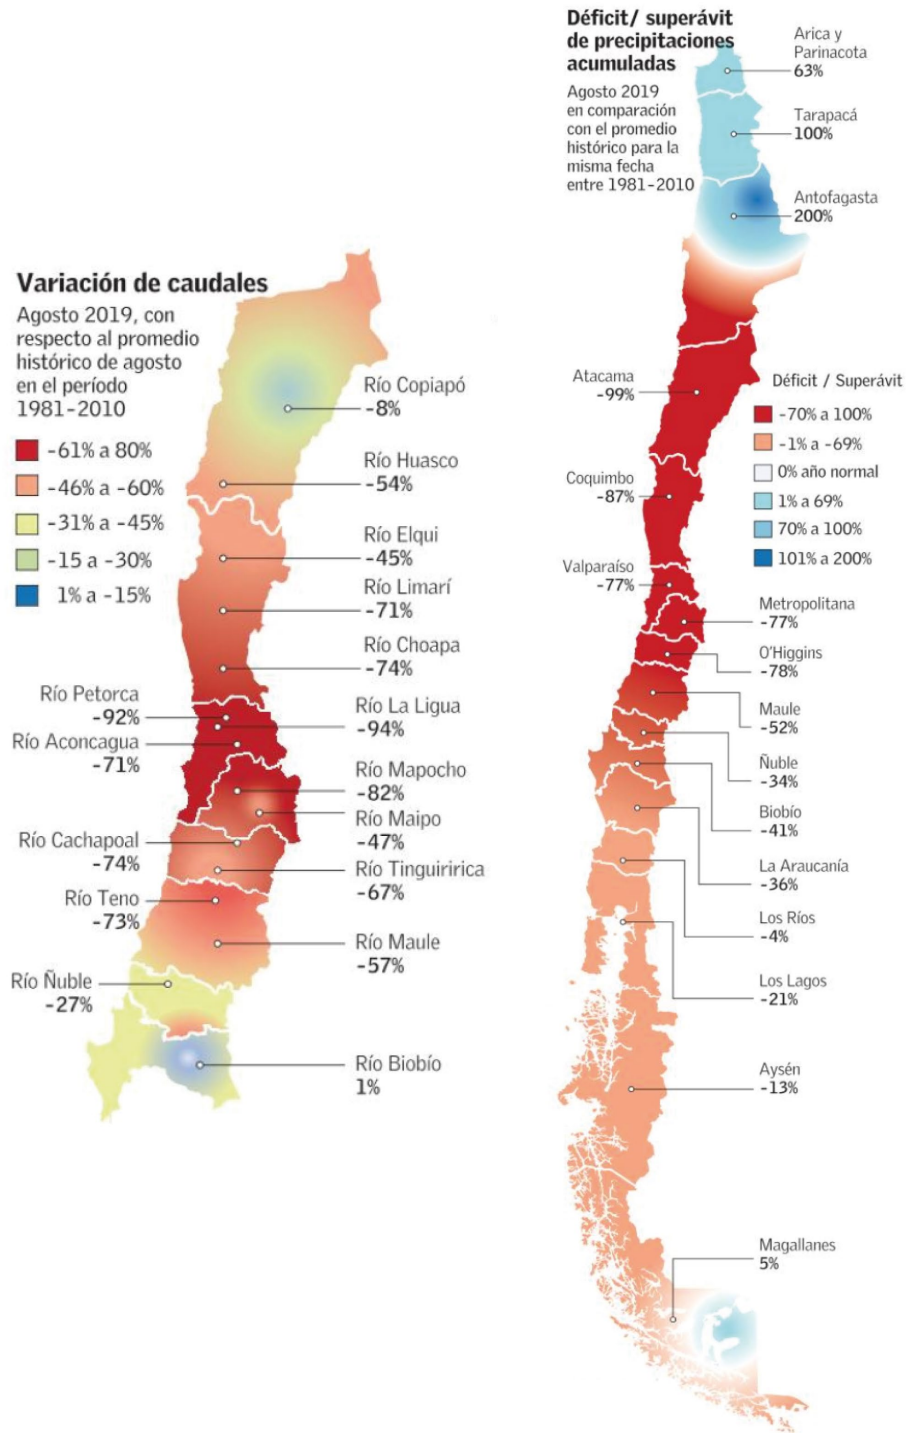 Variación de caudales
Agosto 2019, con
respecto al promedio
histórico de agosto
en el período
1981-2010
-61% a 80%
-46% a -60%
-31% a -45%
-15 a -30%
1% a -15%
Río Copiapó
-8%
Río Huasco
-54%
Río Elqui
-45%
Río Limarí
-71%
Río Choapa
-74%
Río Petorca
-92%
Río La Ligua
-94%
Río Aconcagua
-71%
Río Mapocho
-82%
Río Maipo
-47%
Río Cachapoal
-74%
Río Tinguiririca
-67%
Río Teno
-73%
Río Maule
-57%
Río Ñuble
-27%
Río Biobío
1%
Déficit/ superávit
de precipitaciones
acumuladas
Agosto 2019
en comparación
con el promedio
histórico para la
misma fecha
entre 1981-2010
Arica y
Parinacota
63%
Tarapacá
100%
Antofagasta
200%
Atacama
-99%
Déficit / Superávit
-70% a 100%
-1% a -69%
0% año normal
1% a 69%
70% a 100%
101% a 200%
Coquimbo
-87%
Valparaíso
-77%
Metropolitana
-77%
O'Higgins
-78%
Maule
-52%
Ñuble
-34%
Biobío
-41%
La Araucanía
-36%
Los Ríos
-4%
Los Lagos
-21%
Aysén
-13%
Magallanes
5%